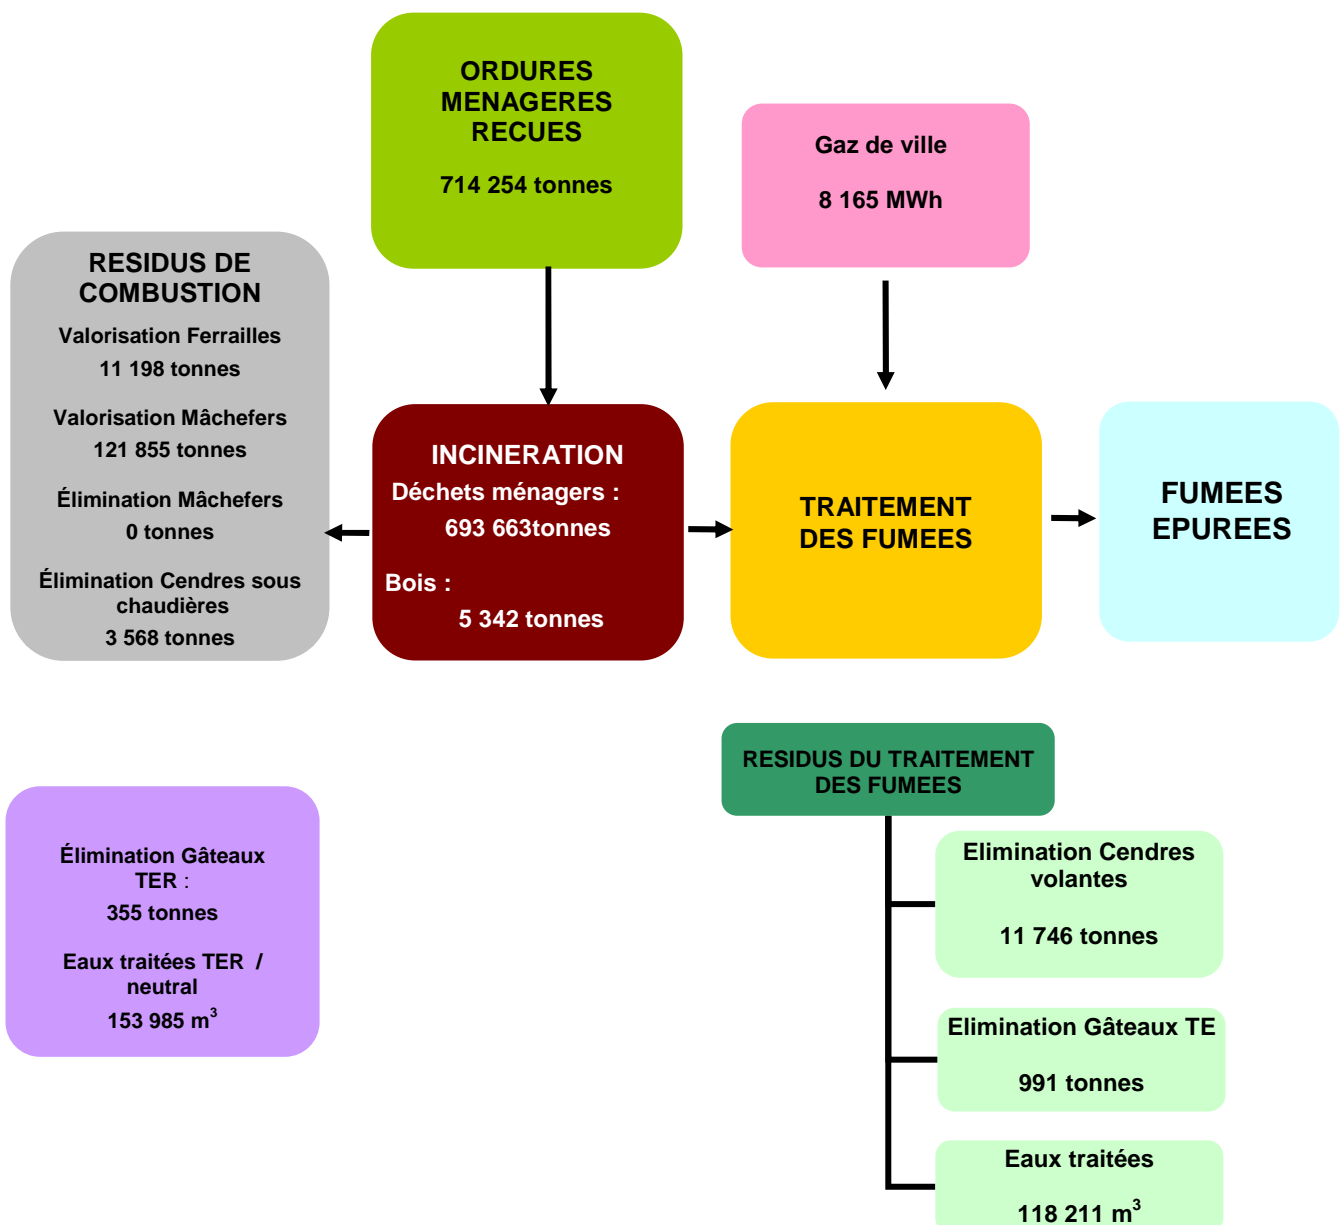 ORDURES
MENAGERES
RECUES
714 254 tonnes
Gaz de ville
8 165 MWh
RESIDUS DE
COMBUSTION
Valorisation Ferrailles
11 198 tonnes
Valorisation Mâchefers
121 855 tonnes
Élimination Mâchefers
0 tonnes
Élimination Cendres sous
chaudières
3 568 tonnes
INCINERATION
Déchets ménagers :
693 663tonnes
Bois :
5 342 tonnes
TRAITEMENT
DES FUMEES
FUMEES
EPUREES
RESIDUS DU TRAITEMENT
DES FUMEES
Élimination Gâteaux
TER :
355 tonnes
Eaux traitées TER /
neutral
153 985 m³
Elimination Cendres
volantes
11 746 tonnes
Elimination Gâteaux TE
991 tonnes
Eaux traitées
118 211 m³